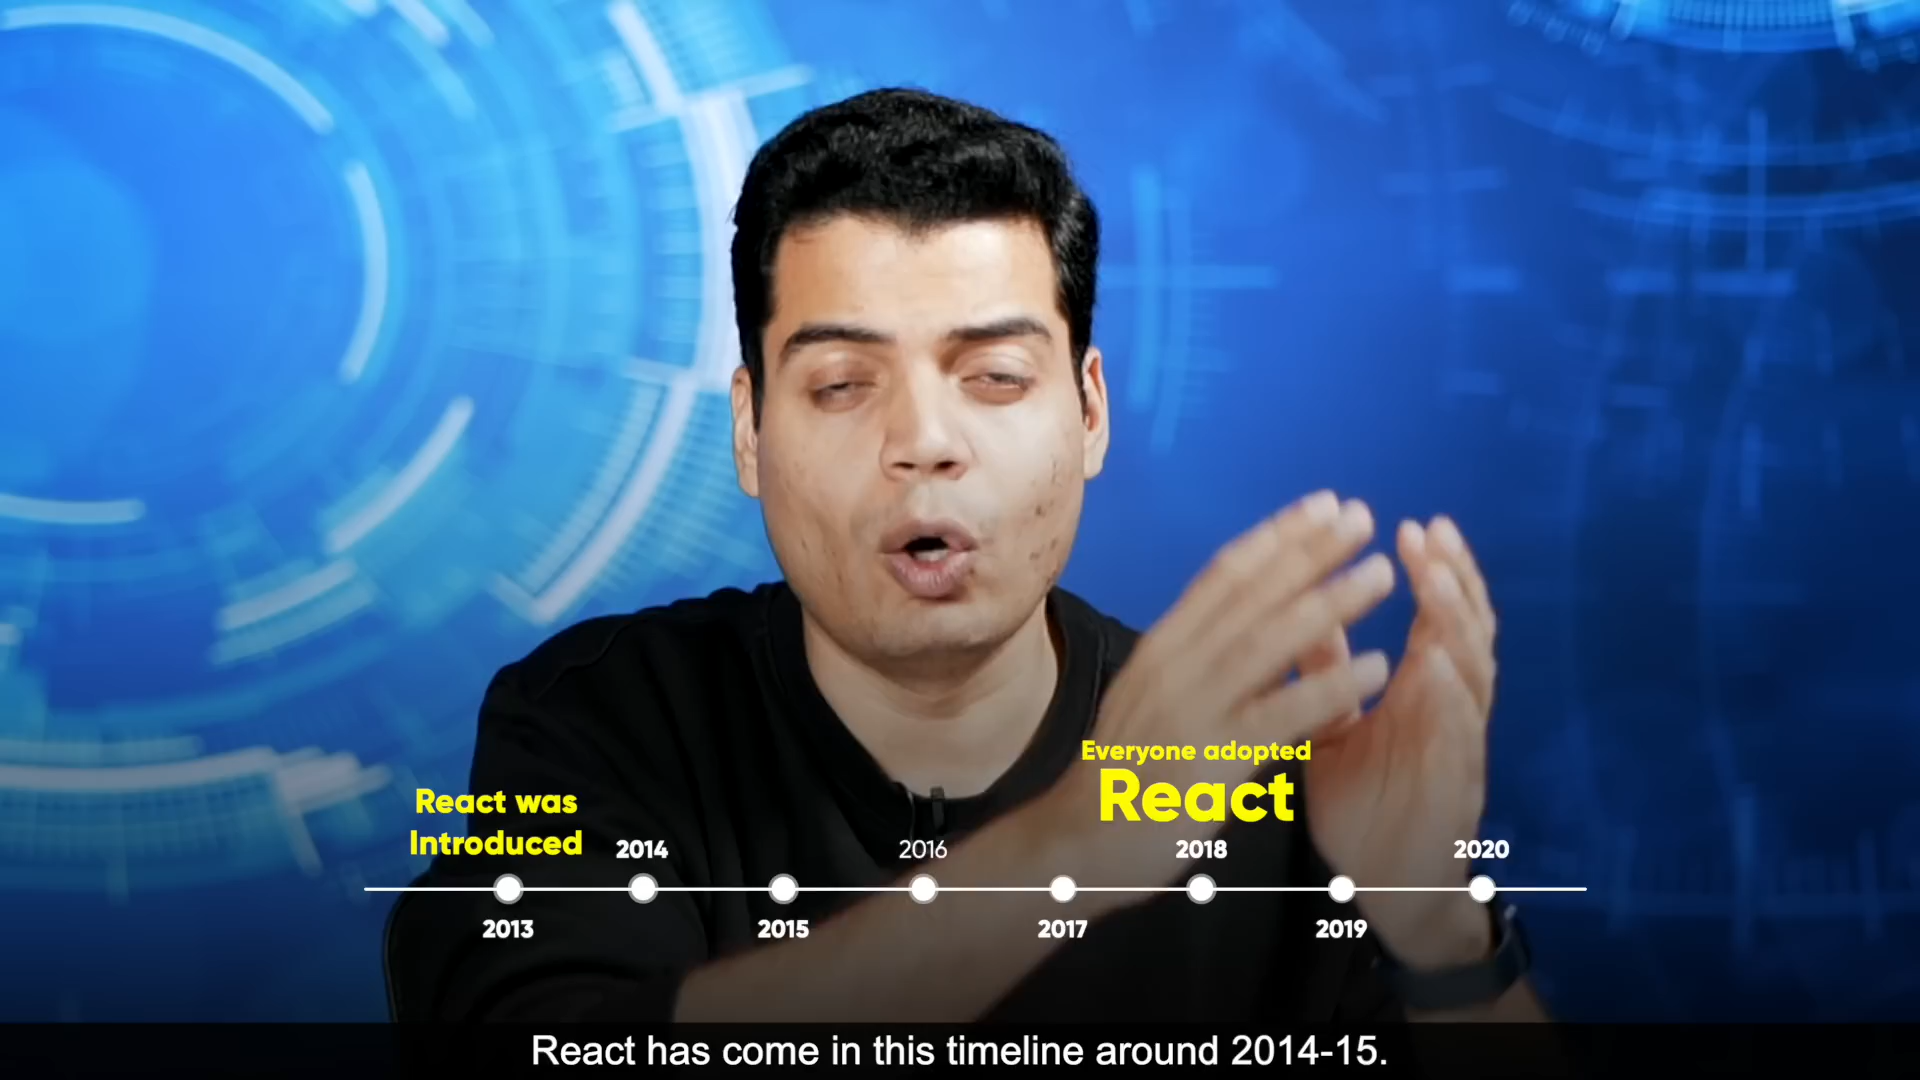 Everyone adopted
React
React was
Introduced
2014
2016
2018
2020
2013
2015
2017
2019
React has come in this timeline around 2014-15.